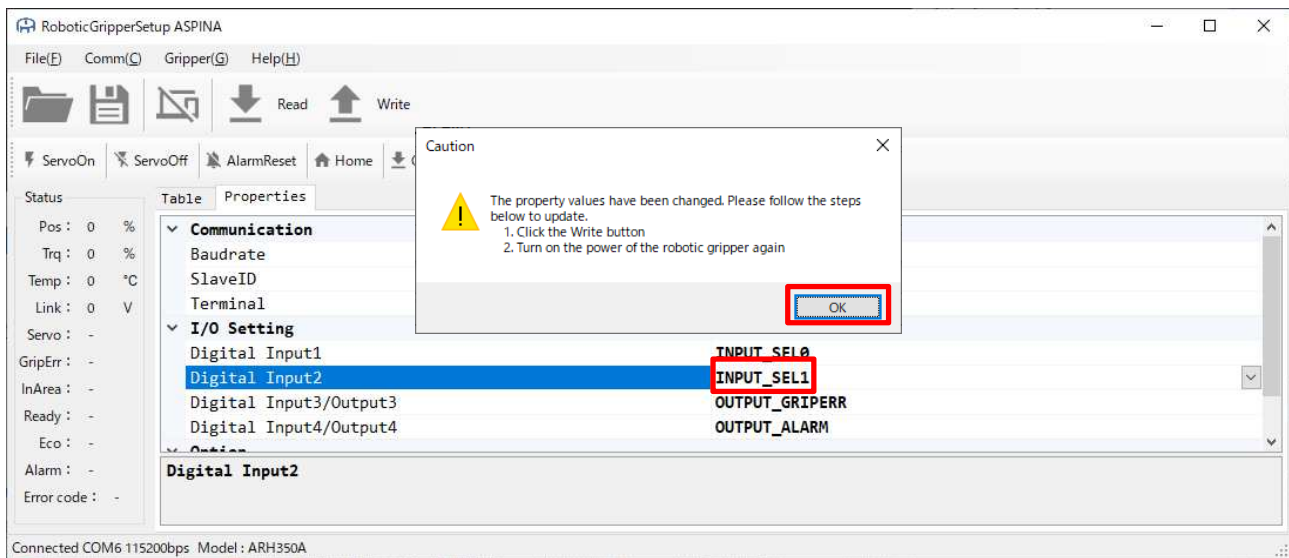 RoboticGripperSetup ASPINA
File(F) Comm(C) Gripper(G) Help(H)
Read Write
ServoOn ServoOff AlarmReset Home
Caution
The property values have been changed. Please follow the steps
below to update.
1. Click the Write button
2. Turn on the power of the robotic gripper again
OK
Status
Pos : 0 %
Trq : 0 %
Temp : 0 °C
Link : 0 V
Servo : -
GripErr : -
InArea : -
Ready : -
Eco : -
Alarm : -
Error code : -
Table Properties
Communication
Baudrate
SlaveID
Terminal
I/O Setting
Digital Input1 INPUT_SEL0
Digital Input2 INPUT_SEL1
Digital Input3/Output3 OUTPUT_GRIPERR
Digital Input4/Output4 OUTPUT_ALARM
Option
Digital Input2
Connected COM6 115200bps Model : ARH350A